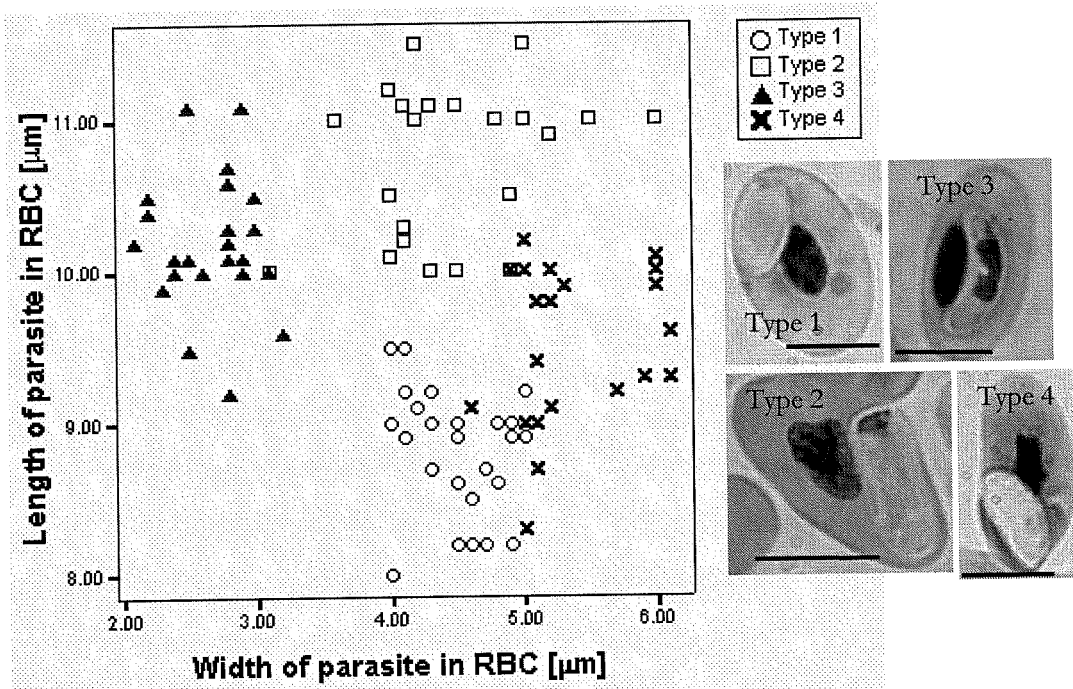 Length of parasite in RBC [µm]
11.00
10.00
9.00
8.00
2.00
3.00
4.00
5.00
6.00
Width of parasite in RBC [µm]
Type 1
Type 2
Type 3
Type 4
Type 1
Type 3
Type 2
Type 4